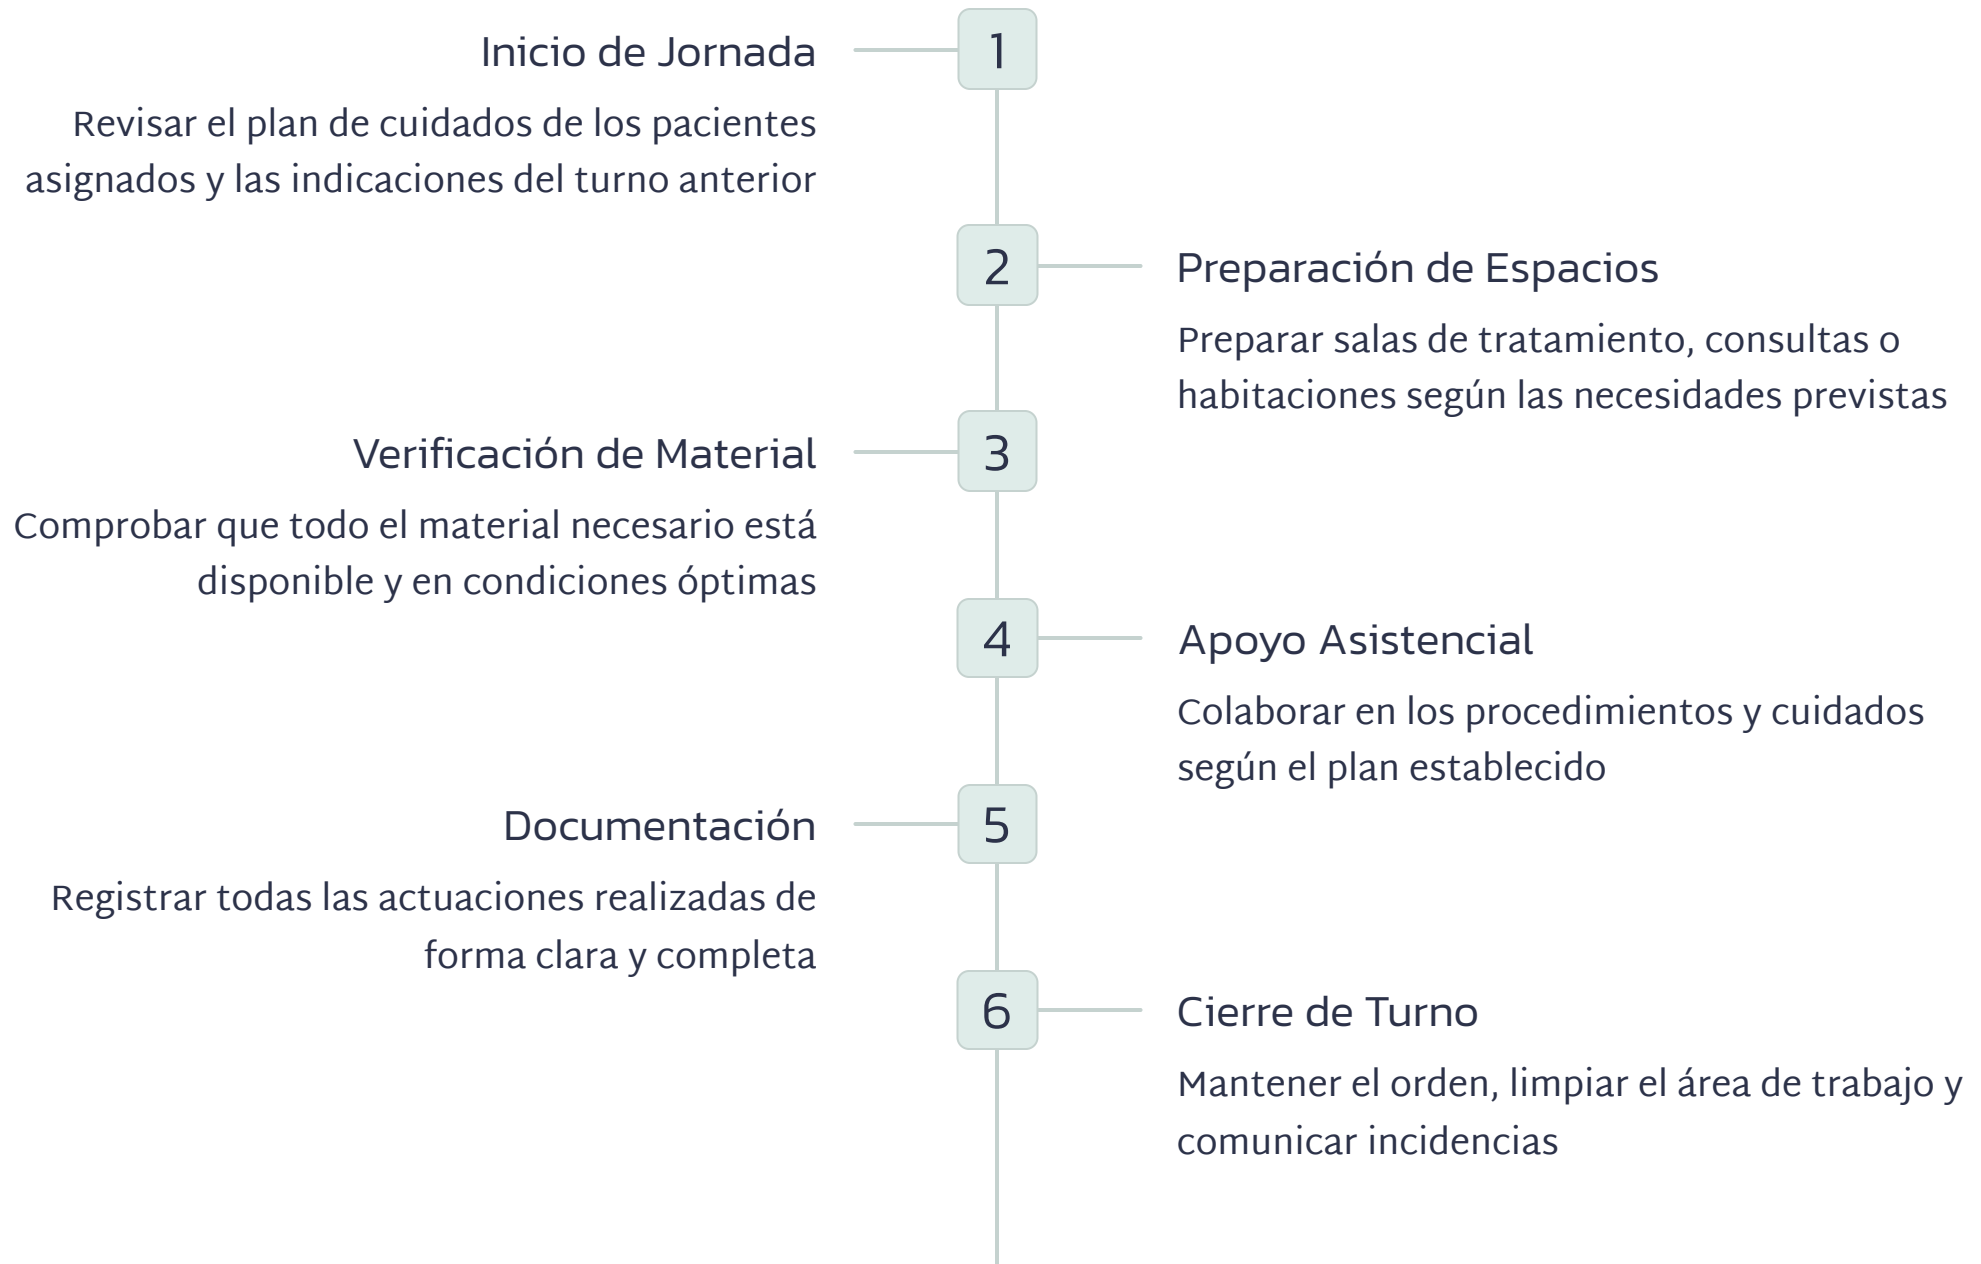 1
Inicio de Jornada
Revisar el plan de cuidados de los pacientes
asignados y las indicaciones del turno anterior
2
Preparación de Espacios
Preparar salas de tratamiento, consultas o
habitaciones según las necesidades previstas
3
Verificación de Material
Comprobar que todo el material necesario está
disponible y en condiciones óptimas
4
Apoyo Asistencial
Colaborar en los procedimientos y cuidados
según el plan establecido
5
Documentación
Registrar todas las actuaciones realizadas de
forma clara y completa
6
Cierre de Turno
Mantener el orden, limpiar el área de trabajo y
comunicar incidencias